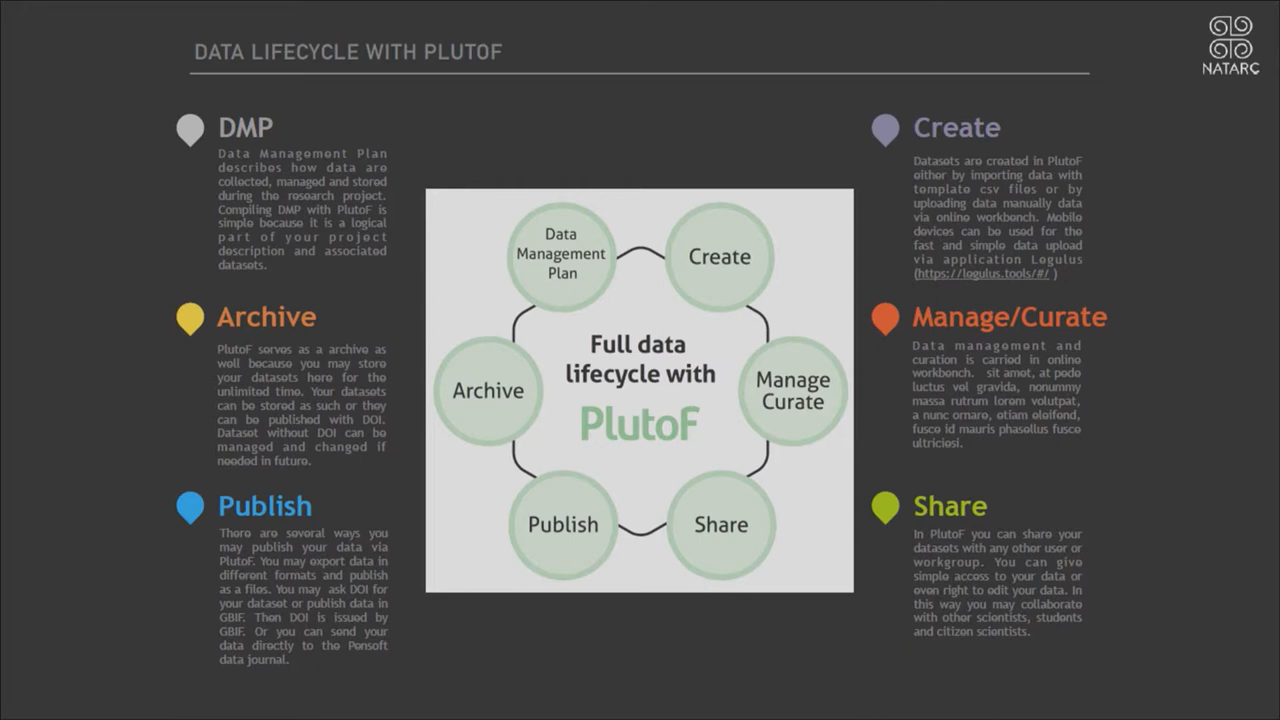 DATA LIFECYCLE WITH PLUTOF
NATARC
DMP
Data Management Plan
describes how data are
collected, managed and stored
during the research project.
Compiling DMP with PlutoF is
simple because it is a logical
part of your project
description and associated
datasets.
Archive
PlutoF serves as a archive as
well because you may store
your datasets here for the
unlimited time. Your datasets
can be stored as such or they
can be published with DOI.
Dataset without DOI can be
managed and changed if
needed in future.
Publish
There are several ways you
may publish your data via
PlutoF. You may export data in
different formats and publish
as a files. You may ask DOI for
your dataset or publish data in
GBIF. Then DOI is issued by
GBIF. Or you can send your
data directly to the Pensoft
data journal.
Data
Management
Plan
Create
Archive
Full data
lifecycle with
PlutoF
Manage
Curate
Publish
Share
Create
Datasets are created in PlutoF
either by importing data with
template csv files or by
uploading data manually data
via online workbench. Mobile
devices can be used for the
fast and simple data upload
via application Legulus
(https://legulus.tools/#/ )
Manage/Curate
Data management and
curation is carried in online
workbench. sit amet, at pede
luctus vel gravida, nonummy
massa rutrum lorem volutpat,
a nunc ornare, etiam eleifend,
fusce id mauris phasellus fusce
ultriciesi.
Share
In PlutoF you can share your
datasets with any other user or
workgroup. You can give
simple access to your data or
even right to edit your data. In
this way you may collaborate
with other scientists, students
and citizen scientists.